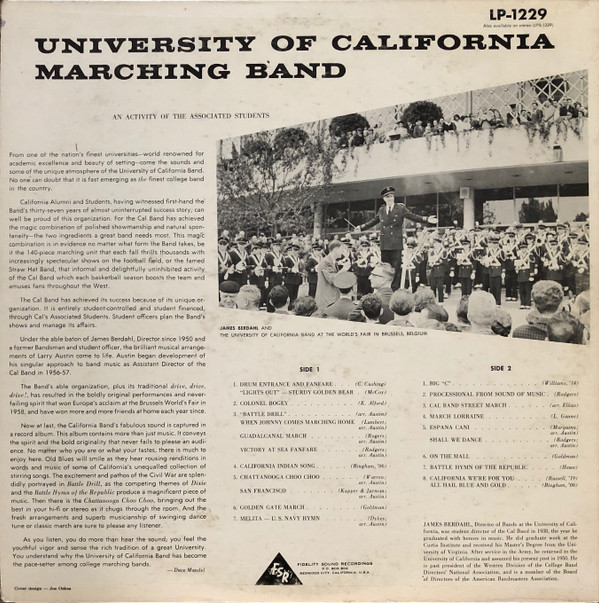 LP-1229
Also available on stereo (LPS-1229)
UNIVERSITY OF CALIFORNIA
MARCHING BAND
AN ACTIVITY OF THE ASSOCIATED STUDENTS
From one of the nation's finest universities—world renowned for
academic excellence and beauty of setting—come the sounds and
some of the unique atmosphere of the University of California Band.
No one can doubt that it is fast emerging as the finest college band
in the country.
California Alumni and Students, having witnessed first-hand the
Band's thirty-seven years of almost uninterrupted success story, can
well be proud of this organization. For the Cal Band has achieved
the magic combination of polished showmanship and natural spon-
taneity—the two ingredients a great band needs most. This magic
combination is in evidence no matter what form the Band takes, be
it the 140-piece marching unit that each fall thrills thousands with
increasingly spectacular shows on the football field, or the famed
Straw Hat Band, that informal and delightfully uninhibited activity
of the Cal Band which each basketball season boosts the team and
amuses fans throughout the West.
The Cal Band has achieved its success because of its unique or-
ganization. It is entirely student-controlled and student financed,
through Cal's Associated Students. Student officers plan the Band's
shows and manage its affairs.
Under the able baton of James Berdahl, Director since 1950 and
a former Bandsman and student officer, the brilliant musical arrange-
ments of Larry Austin came to life. Austin began development of
his singular approach to band music as Assistant Director of the
Cal Band in 1956-57.
The Band's able organization, plus its traditional drive, drive,
drive!, has resulted in the boldly original performances and never-
failing spirit that won Europe's acclaim at the Brussels World's Fair in
1958, and have won more and more friends at home each year since.
Now at last, the California Band's fabulous sound is captured in
a record album. This album contains more than just music. It conveys
the spirit and the bold originality that never fails to please an audi-
ence. No matter who you are or what your tastes, there is much to
enjoy here. Old Blues will smile as they hear rousing renditions in
words and music of some of California's unequalled collection of
stirring songs. The excitement and pathos of the Civil War are splen-
didly portrayed in Battle Drill, as the competing themes of Dixie
and the Battle Hymn of the Republic produce a magnificent piece of
music. Then there is the Chattanooga Choo Choo, bringing out the
best in your hi-fi or stereo as it chugs through the room. And the
fresh arrangements and superb musicianship of swinging dance
tune or classic march are sure to please any listener.
As you listen, you do more than hear the sound; you feel the
youthful vigor and sense the rich tradition of a great University.
You understand why the University of California Band has become
the pace-setter among college marching bands.
— Dave Mandel
Cover design —
JAMES BERDAHL AND
THE UNIVERSITY OF CALIFORNIA BAND AT THE WORLD'S FAIR IN BRUSSELS, BELGIUM
SIDE 1
1. DRUM ENTRANCE AND FANFARE (C. Cushing)
"LIGHTS OUT" — STURDY GOLDEN BEAR (McCoy)
2. COLONEL BOGEY (K. Alford)
3. "BATTLE DRILL" (arr. Austin)
WHEN JOHNNY COMES MARCHING HOME (Lambert;
arr. Austin)
GUADALCANAL MARCH (Rogers;
arr. Austin)
VICTORY AT SEA FANFARE (Rodgers;
arr. Austin)
4. CALIFORNIA INDIAN SONG (Bingham, '06)
5. CHATTANOOGA CHOO CHOO (Warren;
arr. Austin)
SAN FRANCISCO (Kapper & Jurman;
arr. Austin)
6. GOLDEN GATE MARCH (Goldman)
7. MELITA — U.S. NAVY HYMN (Dykes;
arr. Austin)
SIDE 2
1. BIG "C" (Williams, '14)
2. PROCESSIONAL FROM SOUND OF MUSIC (Rodgers)
3. CAL BAND STREET MARCH (arr. Elkus)
4. MARCH LORRAINE (L. Ganne)
5. ESPANA CANI (Marquina;
arr. Austin)
SHALL WE DANCE (Rodgers;
arr. Austin)
6. ON THE MALL (Goldman)
7. BATTLE HYMN OF THE REPUBLIC (Howe)
8. CALIFORNIA WE'RE FOR YOU
ALL HAIL BLUE AND GOLD (Bingham, '06)
FSR
FIDELITY SOUND RECORDINGS
P.O. BOX
REDWOOD CITY, CALIFORNIA, U.S.A.
JAMES BERDAHL, Director of Bands at the University of Cali-
fornia, was student director of the Cal Band in 1938, the year he
graduated with honors in music. He did graduate work at the
Curtis Institute and received his Master's Degree from the Uni-
versity of Virginia. After service in the Army, he returned to the
University of California and assumed his present post in 1950. He
is past president of the Western Division of the College Band
Directors' National Association, and is a member of the Board
of Directors of the American Bandmasters Association.